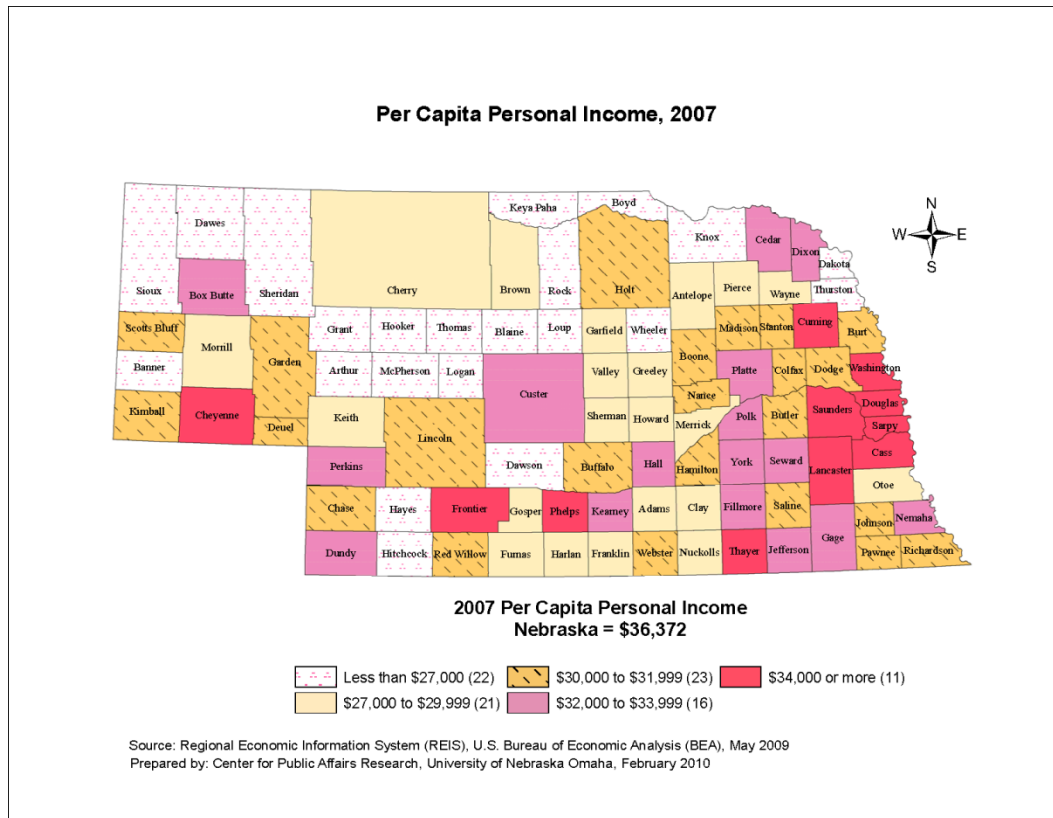 Per Capita Personal Income, 2007
N
W E
S
Keya Paha Boyd
Dawes
Knox Cedar
Dixon
Dakota
Sioux Box Butte Sheridan Cherry Brown Rock Holt Antelope Pierce Wayne Thurston
Scotts Bluff Morrill Garden Grant Hooker Thomas Blaine Loup Garfield Wheeler Madison Stanton Cuming Burt
Banner Arthur McPherson Logan Custer Valley Greeley Boone Platte Colfax Dodge Washington
Kimball Cheyenne Deuel Keith Lincoln Sherman Howard Nance Merrick Polk Butler Saunders Douglas
Sarpy
Perkins Dawson Buffalo Hall Hamilton York Seward Lancaster Cass
Otoe
Chase Hayes Frontier Gosper Phelps Kearney Adams Clay Fillmore Saline Johnson Nemaha
Dundy Hitchcock Red Willow Furnas Harlan Franklin Webster Nuckolls Thayer Jefferson Gage Pawnee Richardson
2007 Per Capita Personal Income
Nebraska = $36,372
Less than $27,000 (22) $30,000 to $31,999 (23) $34,000 or more (11)
$27,000 to $29,999 (21) $32,000 to $33,999 (16)
Source: Regional Economic Information System (REIS), U.S. Bureau of Economic Analysis (BEA), May 2009
Prepared by: Center for Public Affairs Research, University of Nebraska Omaha, February 2010